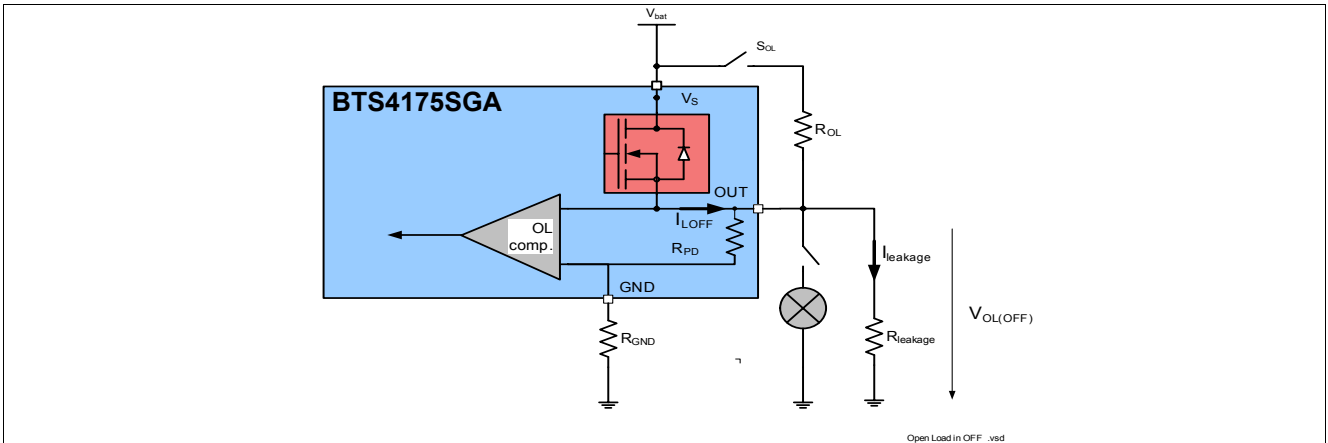 Vbat
SOL
BTS4175SGA
VS
ROL
OUT
ILOFF
OL
comp.
RPD
Ileakage
GND
VOL(OFF)
RGND
Rleakage
Open Load in OFF .vsd